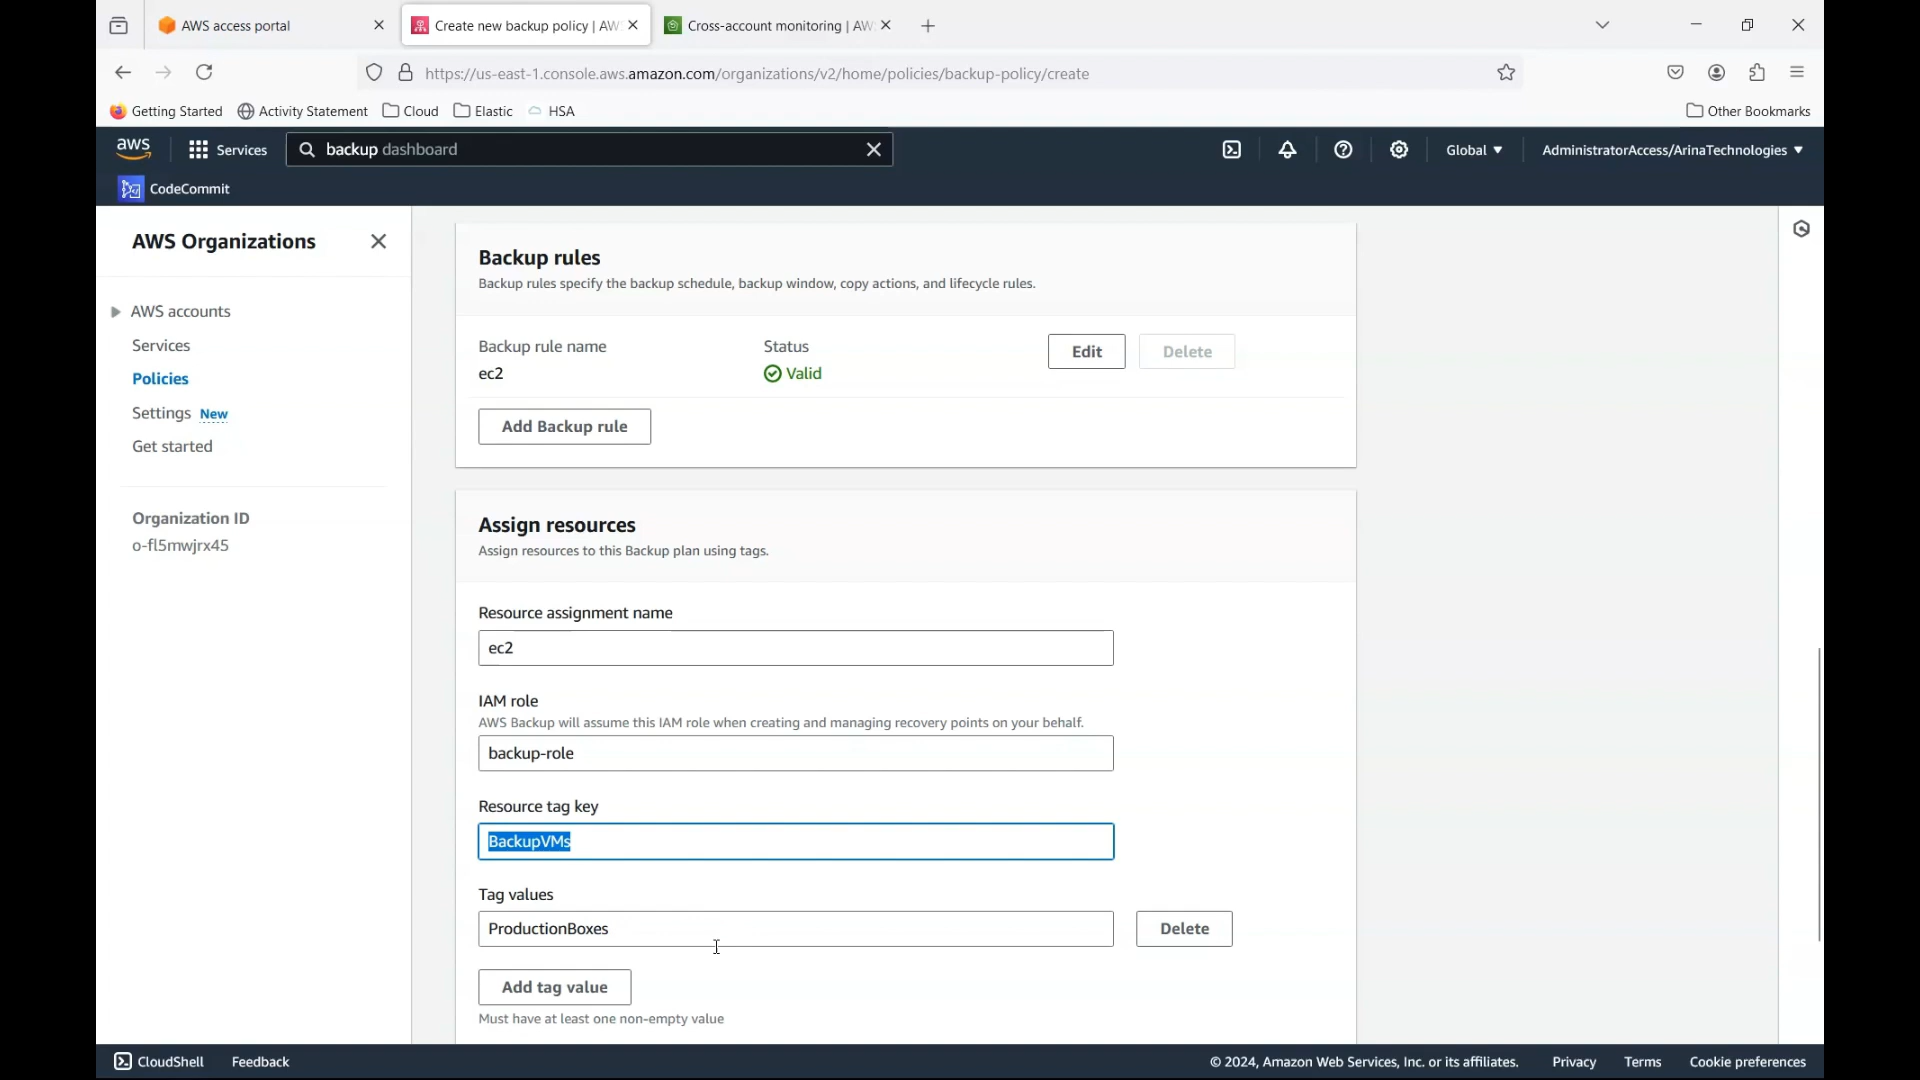 AWS access portal
Create new backup policy | AW
Cross-account monitoring | AW
https://us-east-1.console.aws.amazon.com/organizations/v2/home/policies/backup-policy/create
Getting Started
Activity Statement
Cloud
Elastic
HSA
Other Bookmarks
aws
Services
backup dashboard
Global
AdministratorAccess/ArinaTechnologies
CodeCommit
AWS Organizations
AWS accounts
Services
Policies
Settings New
Get started
Organization ID
o-fl5mwjrx45
Backup rules
Backup rules specify the backup schedule, backup window, copy actions, and lifecycle rules.
Backup rule name
Status
Edit
Delete
ec2
Valid
Add Backup rule
Assign resources
Assign resources to this Backup plan using tags.
Resource assignment name
ec2
IAM role
AWS Backup will assume this IAM role when creating and managing recovery points on your behalf.
backup-role
Resource tag key
BackupVMs
Tag values
ProductionBoxes
Delete
Add tag value
Must have at least one non-empty value
CloudShell
Feedback
© 2024, Amazon Web Services, Inc. or its affiliates.
Privacy
Terms
Cookie preferences